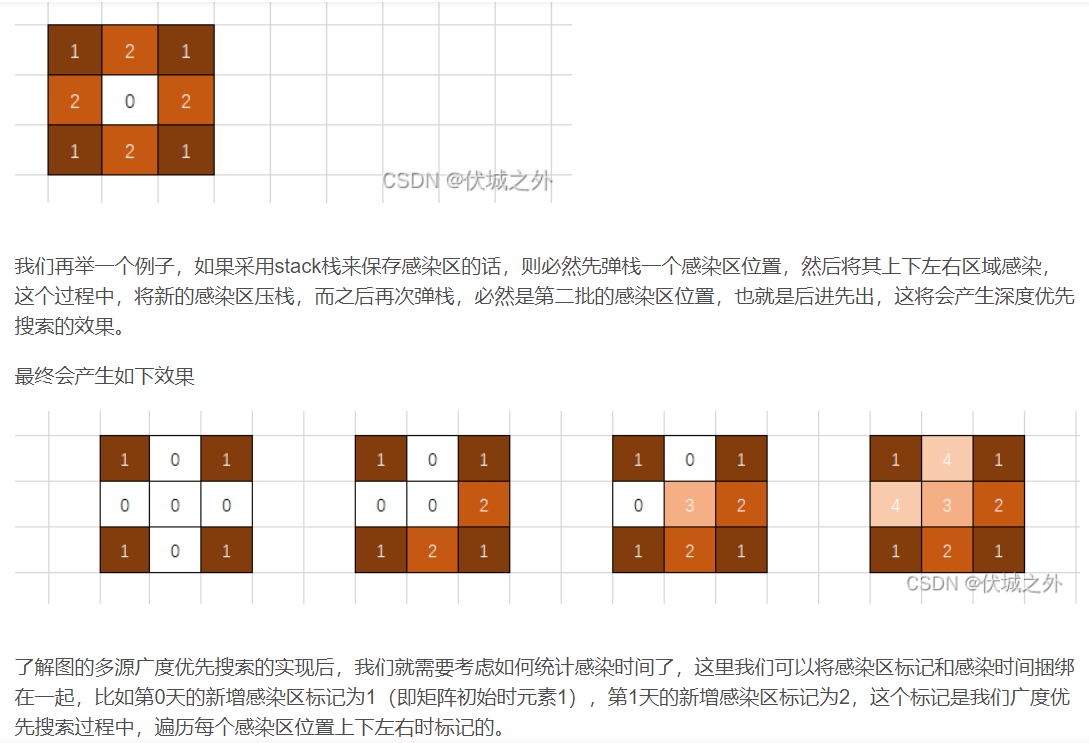 1 2 1
2 0 2
1 2 1
CSDN @伏城之外
我们再举一个例子，如果采用stack栈来保存感染区的话，则必然先弹栈一个感染区位置，然后将其上下左右区域感染，
这个过程中，将新的感染区压栈，而之后再次弹栈，必然是第二批的感染区位置，也就是后进先出，这将会产生深度优先
搜索的效果。
最终会产生如下效果
1 0 1 1 0 1 1 0 1 1 4 1
0 0 0 0 0 2 0 3 2 4 3 2
1 0 1 1 2 1 1 2 1 1 2 1
CSDN @伏城之外
了解图的多源广度优先搜索的实现后，我们就需要考虑如何统计感染时间了，这里我们可以将感染区标记和感染时间捆绑
在一起，比如第0天的新增感染区标记为1（即矩阵初始时元素1），第1天的新增感染区标记为2，这个标记是我们广度优
先搜索过程中，遍历每个感染区位置上下左右时标记的。